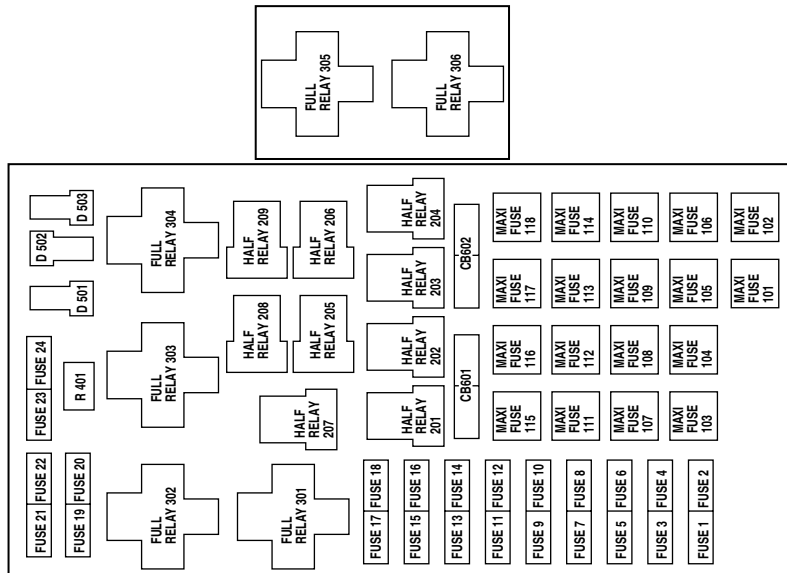 FULL
RELAY 305
FULL
RELAY 306
D 503
D 502
D 501
FULL
RELAY 304
HALF
RELAY 209
HALF
RELAY 206
HALF
RELAY
204
HALF
RELAY
203
CB602
MAXI
FUSE
118
MAXI
FUSE
114
MAXI
FUSE
110
MAXI
FUSE
106
MAXI
FUSE
102
MAXI
FUSE
117
MAXI
FUSE
113
MAXI
FUSE
109
MAXI
FUSE
105
MAXI
FUSE
101
FUSE 24
FUSE 23
R 401
FULL
RELAY 303
HALF
RELAY 208
HALF
RELAY 205
HALF
RELAY
202
HALF
RELAY
201
HALF
RELAY
207
CB601
MAXI
FUSE
116
MAXI
FUSE
112
MAXI
FUSE
108
MAXI
FUSE
104
MAXI
FUSE
115
MAXI
FUSE
111
MAXI
FUSE
107
MAXI
FUSE
103
FUSE 22
FUSE 20
FUSE 21
FUSE 19
FULL
RELAY 302
FULL
RELAY 301
FUSE 18
FUSE 16
FUSE 14
FUSE 12
FUSE 10
FUSE 8
FUSE 6
FUSE 4
FUSE 2
FUSE 17
FUSE 15
FUSE 13
FUSE 11
FUSE 9
FUSE 7
FUSE 5
FUSE 3
FUSE 1